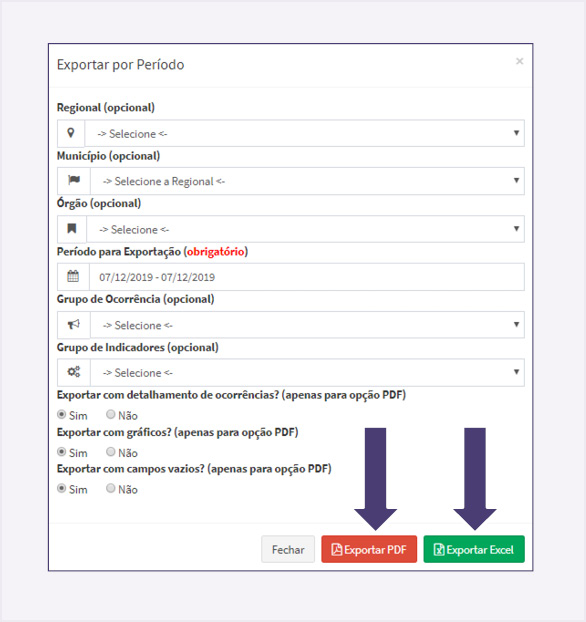 Exportar por Período ×
Regional (opcional)
-> Selecione <-
Município (opcional)
-> Selecione a Regional <-
Órgão (opcional)
-> Selecione <-
Período para Exportação (obrigatório)
07/12/2019 - 07/12/2019
Grupo de Ocorrência (opcional)
-> Selecione <-
Grupo de Indicadores (opcional)
-> Selecione <-
Exportar com detalhamento de ocorrências? (apenas para opção PDF)
Sim Não
Exportar com gráficos? (apenas para opção PDF)
Sim Não
Exportar com campos vazios? (apenas para opção PDF)
Sim Não
Fechar Exportar PDF Exportar Excel